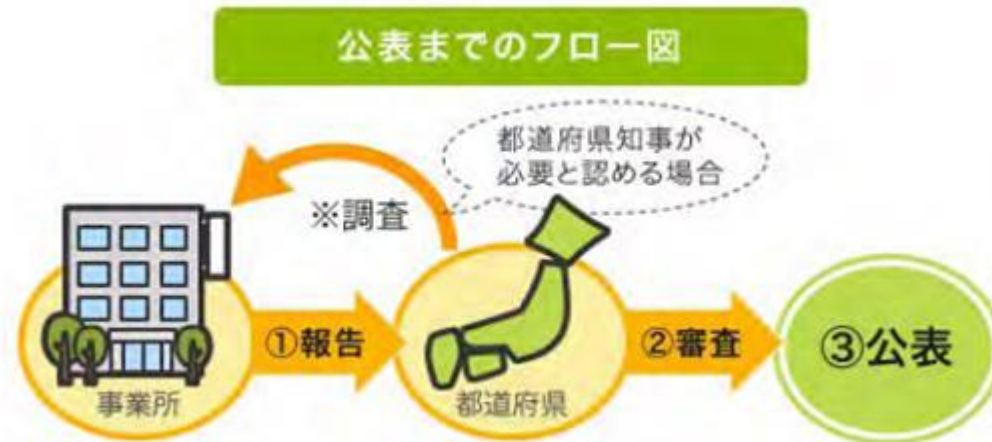 公表までのフロー図
都道府県知事が
必要と認める場合
※調査
①報告
②審査
③公表
事業所
都道府県